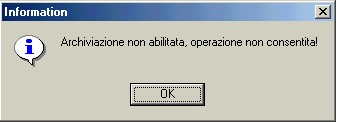 Information
Archiviazione non abilitata, operazione non consentita!
OK